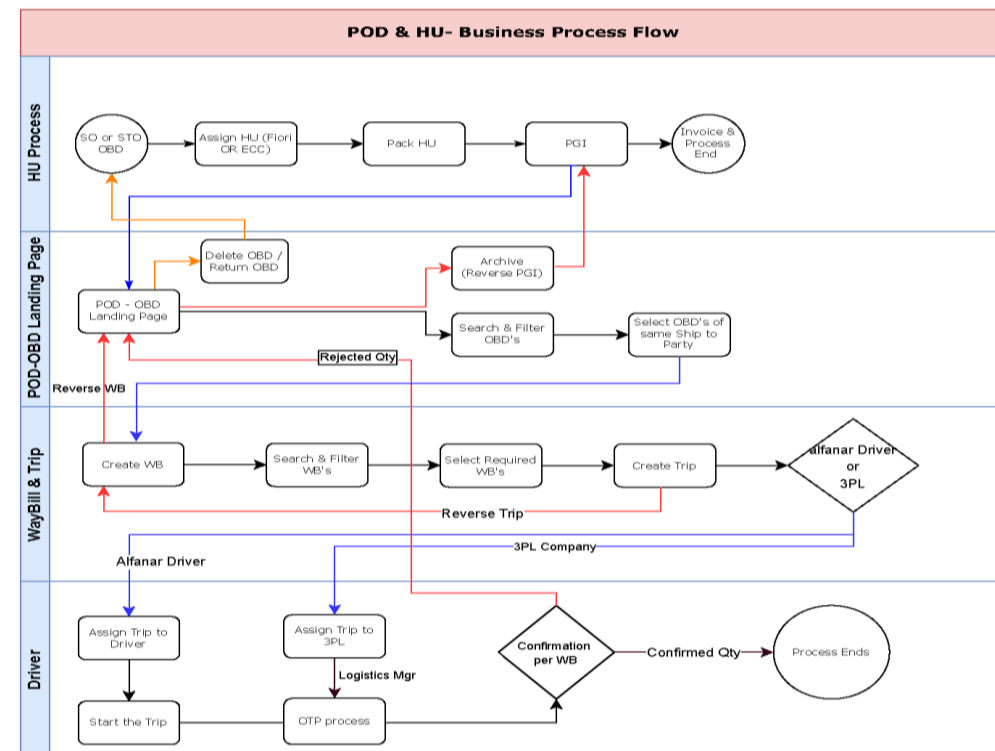 POD & HU- Business Process Flow
HU Process
SO or STO
OBD
Assign HU (Fiori
OR ECC)
Pack HU
PGI
Invoice &
Process
End
POD-OBD Landing Page
Delete OBD /
Return OBD
Archive
(Reverse PGI)
POD - OBD
Landing Page
Search & Filter
OBD's
Select OBD's of
same Ship to
Party
Rejected Qty
Reverse WB
WayBill & Trip
Create WB
Search & Filter
WB's
Select Required
WB's
Create Trip
alfanar Driver
or
3PL
Reverse Trip
3PL Company
Alfanar Driver
Driver
Assign Trip to
Driver
Assign Trip to
3PL
Logistics Mgr
Confirmation
per WB
Confirmed Qty
Process Ends
Start the Trip
OTP process